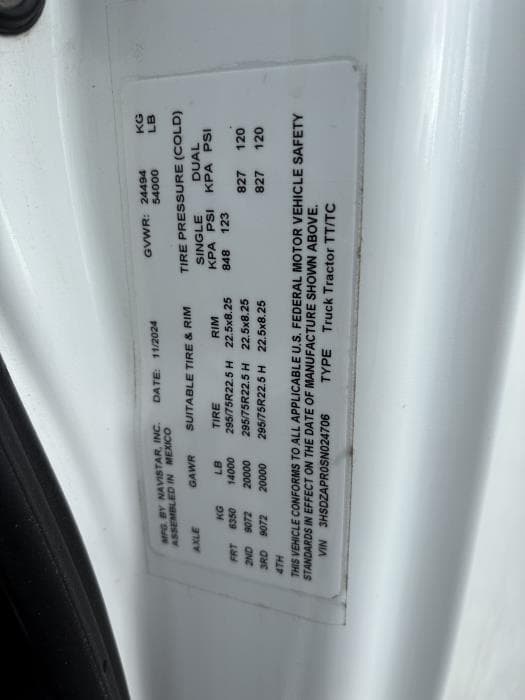 MFG. BY NAVISTAR, INC. DATE: 11/2024 GVWR: 24494 KG
ASSEMBLED IN MEXICO 54000 LB
AXLE GAWR SUITABLE TIRE & RIM TIRE PRESSURE (COLD)
SINGLE DUAL
KG LB TIRE RIM KPA PSI KPA PSI
FRT 6350 14000 295/75R22.5 H 22.5x8.25 848 123
2ND 9072 20000 295/75R22.5 H 22.5x8.25 827 120
3RD 9072 20000 295/75R22.5 H 22.5x8.25 827 120
4TH
THIS VEHICLE CONFORMS TO ALL APPLICABLE U.S. FEDERAL MOTOR VEHICLE SAFETY
STANDARDS IN EFFECT ON THE DATE OF MANUFACTURE SHOWN ABOVE.
VIN 3HSDZAPR0SN024706 TYPE Truck Tractor TT/TC